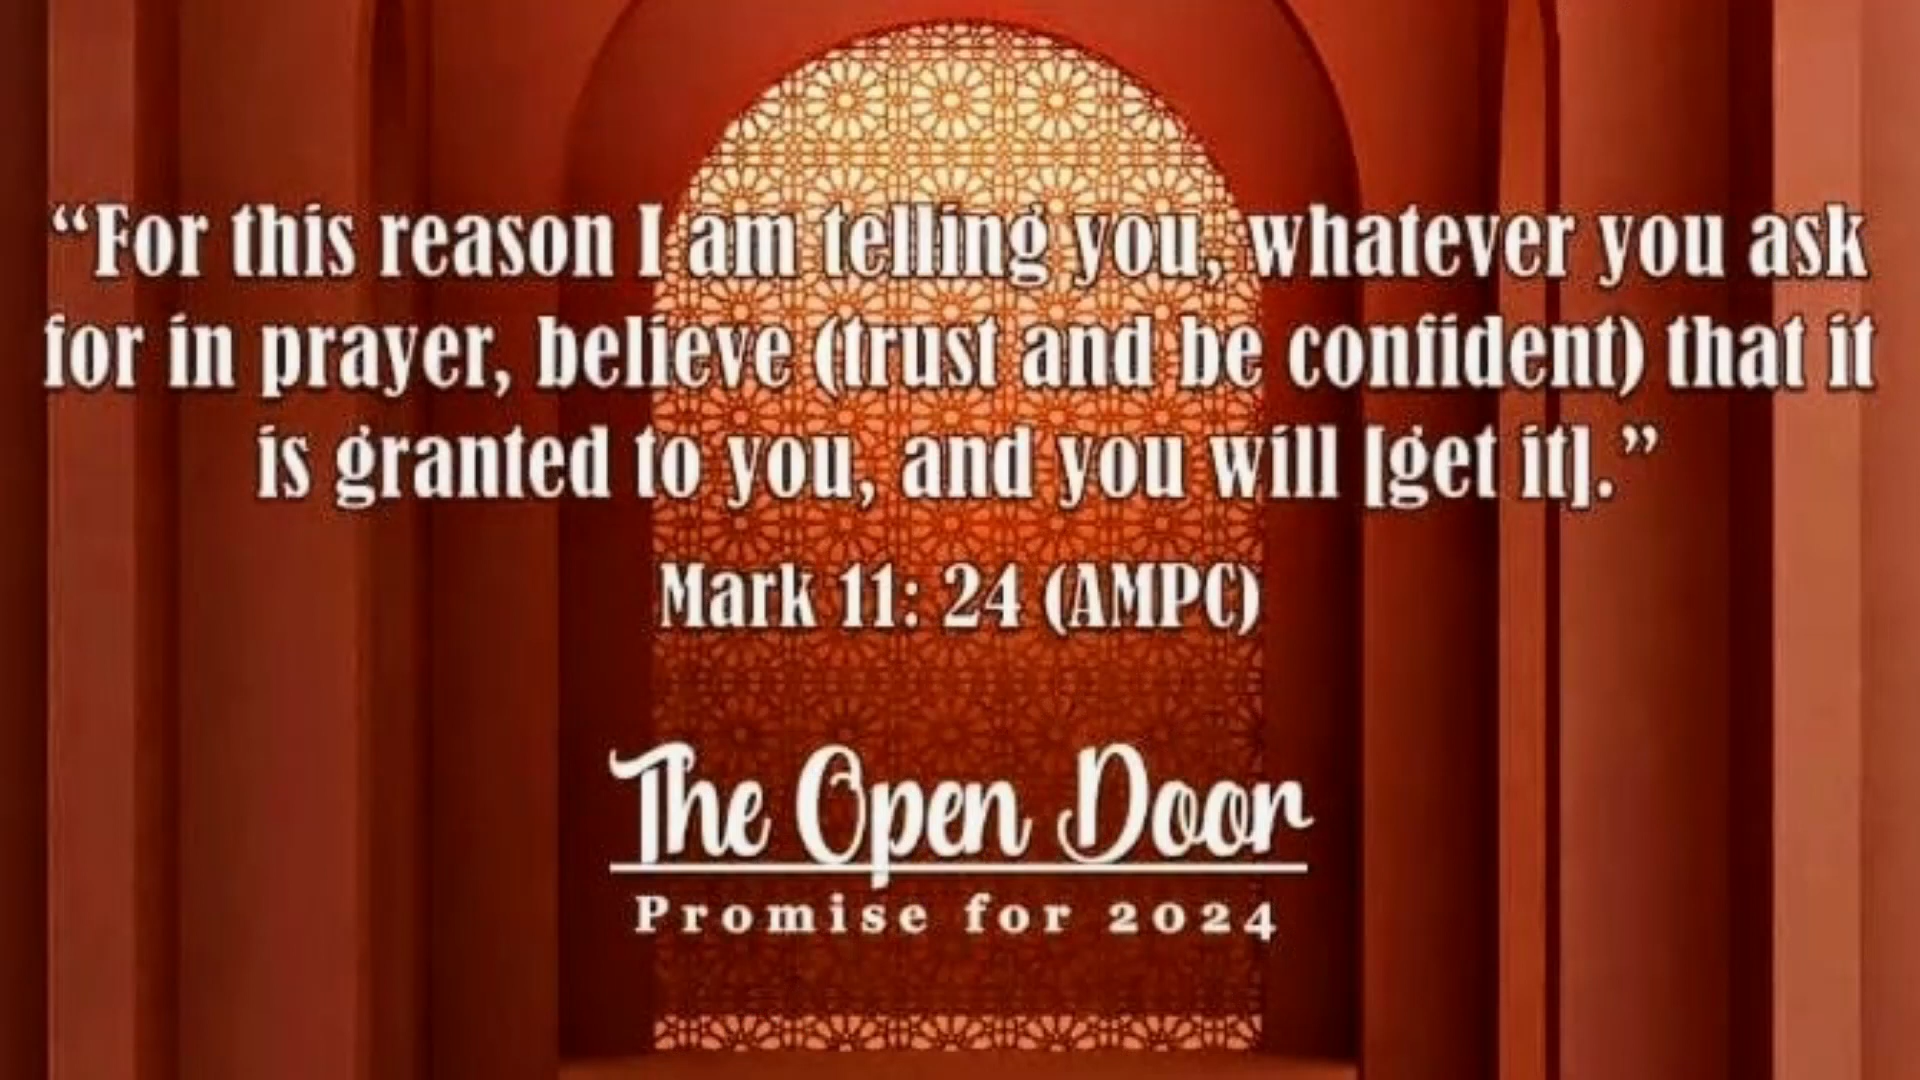 “For this reason I am telling you, whatever you ask
for in prayer, believe (trust and be confident) that it
is granted to you, and you will [get it].”
Mark 11: 24 (AMPC)
The Open Door
Promise for 2024